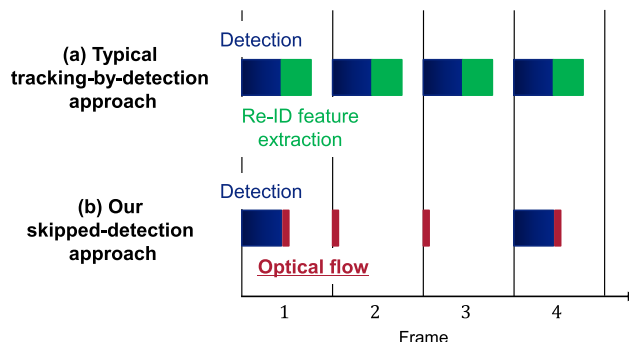 (a) Typical
tracking-by-detection
approach
Detection
Re-ID feature
extraction
(b) Our
skipped-detection
approach
Detection
Optical flow
1 2 3 4
Frame